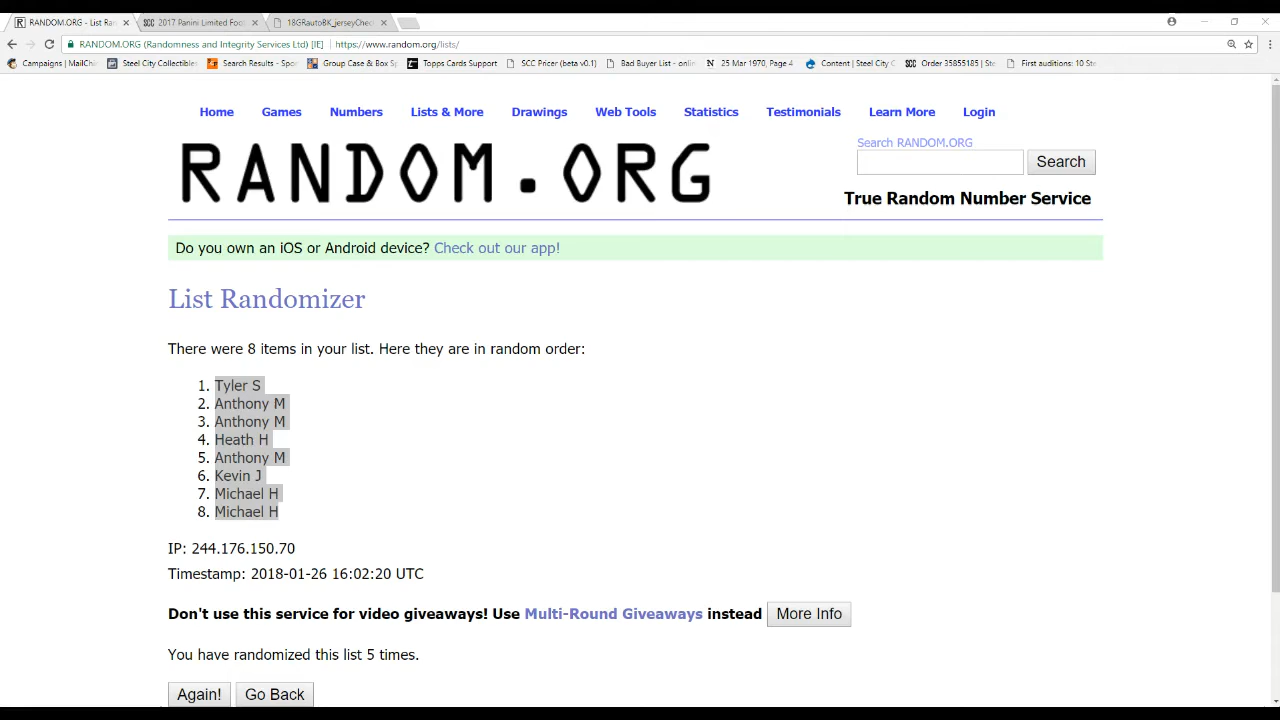 RANDOM.ORG - List Ra
SCC 2017 Panini Limited Foo
18GRautoBK_jerseyChec
RANDOM.ORG (Randomness and Integrity Services Ltd) [IE] https://www.random.org/lists/
Campaigns | MailChi Steel City Collectibles Search Results - Spo Group Case & Box S Topps Cards Support SCC Pricer (beta v0.1) Bad Buyer List - onlin N 25 Mar 1970, Page 4 Content | Steel City C SCC Order 35855185 | Ste First auditions: 10 St
Home Games Numbers Lists & More Drawings Web Tools Statistics Testimonials Learn More Login
RANDOM.ORG
Search RANDOM.ORG
Search
True Random Number Service
Do you own an iOS or Android device? Check out our app!
List Randomizer
There were 8 items in your list. Here they are in random order:
1. Tyler S
2. Anthony M
3. Anthony M
4. Heath H
5. Anthony M
6. Kevin J
7. Michael H
8. Michael H
IP: 244.176.150.70
Timestamp: 2018-01-26 16:02:20 UTC
Don't use this service for video giveaways! Use Multi-Round Giveaways instead More Info
You have randomized this list 5 times.
Again! Go Back